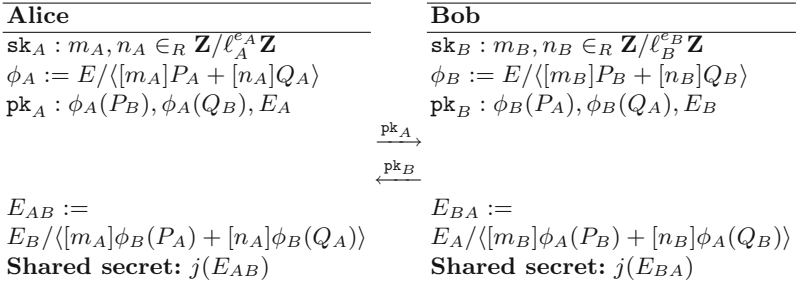 Alice Bob
sk_A : m_A, n_A ∈_R Z/ℓ_A^{e_A}Z sk_B : m_B, n_B ∈_R Z/ℓ_B^{e_B}Z
ϕ_A := E/⟨[m_A]P_A + [n_A]Q_A⟩ ϕ_B := E/⟨[m_B]P_B + [n_B]Q_B⟩
pk_A : ϕ_A(P_B), ϕ_A(Q_B), E_A pk_B : ϕ_B(P_A), ϕ_B(Q_A), E_B
pk_A
⟶
pk_B
⟵
E_AB := E_BA :=
E_B/⟨[m_A]ϕ_B(P_A) + [n_A]ϕ_B(Q_A)⟩ E_A/⟨[m_B]ϕ_A(P_B) + [n_B]ϕ_A(Q_B)⟩
Shared secret: j(E_AB) Shared secret: j(E_BA)